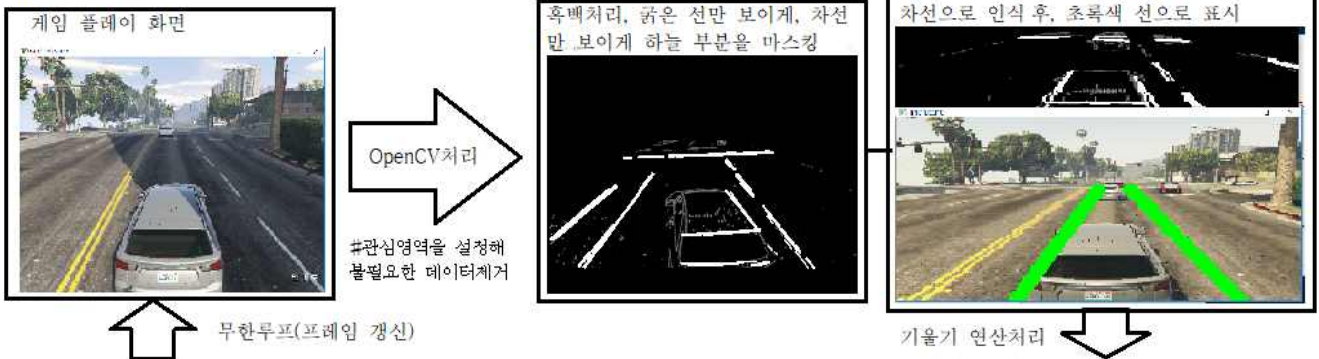 게임 플레이 화면
OpenCV처리
#관심영역을 설정해
불필요한 데이터제거
흑백처리, 굵은 선만 보이게, 차선
만 보이게 하늘 부분을 마스킹
차선으로 인식 후, 초록색 선으로 표시
무한루프(프레임 갱신)
기울기 연산처리